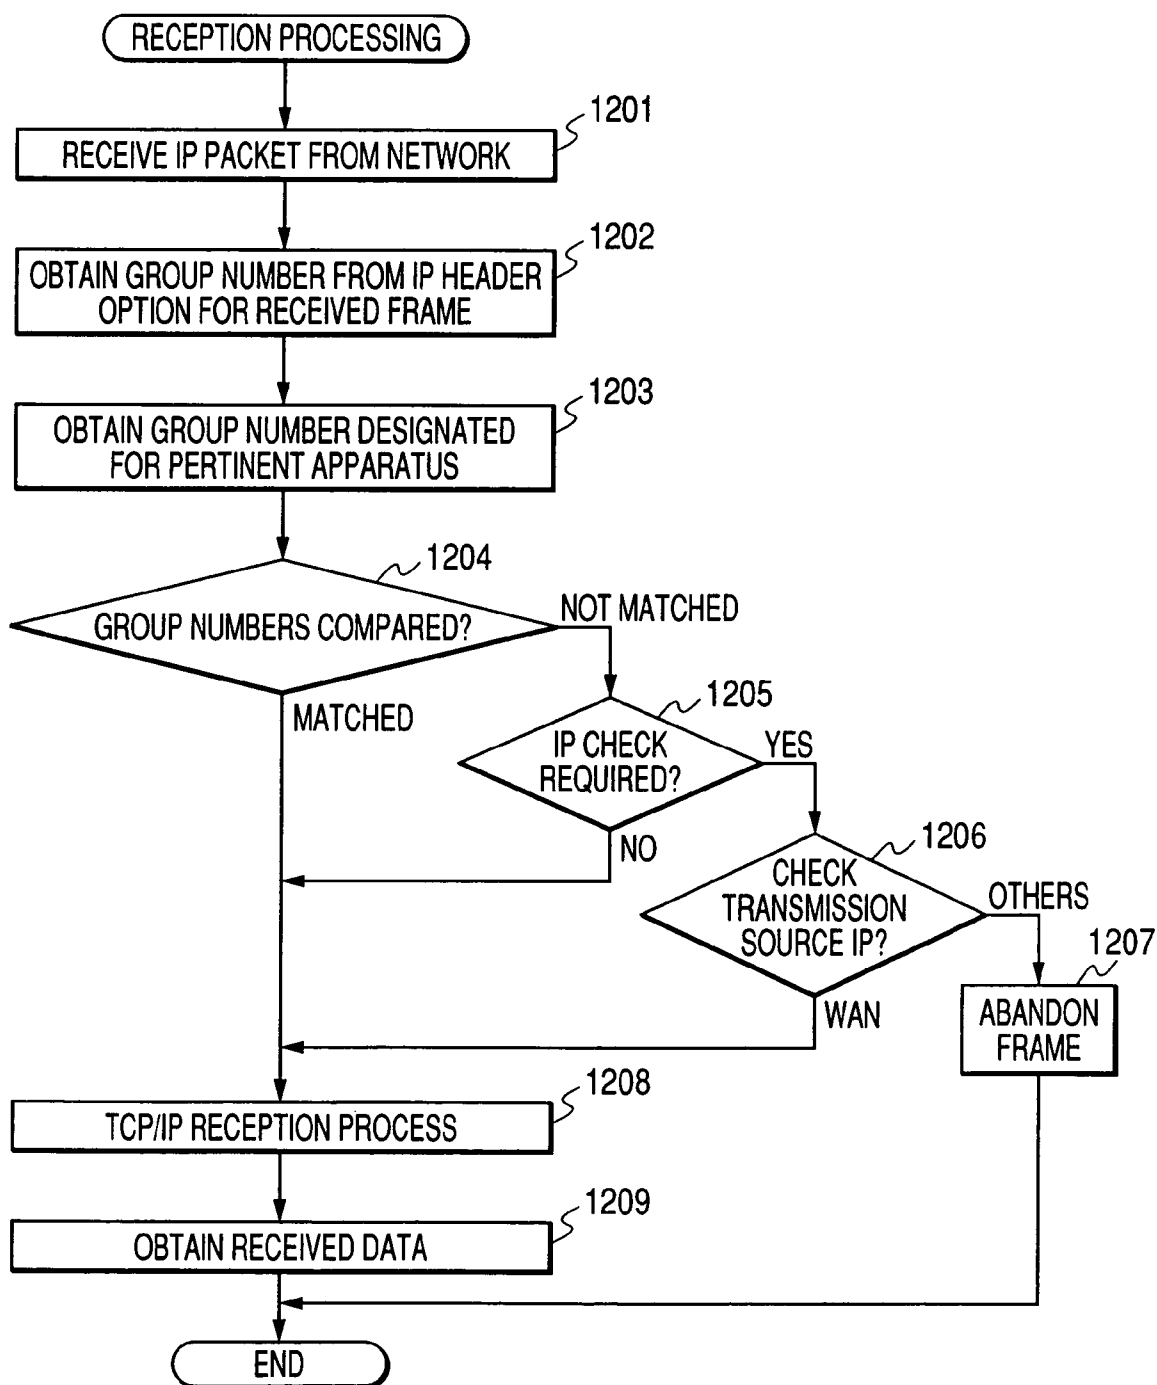 RECEPTION PROCESSING
1201
RECEIVE IP PACKET FROM NETWORK
1202
OBTAIN GROUP NUMBER FROM IP HEADER
OPTION FOR RECEIVED FRAME
1203
OBTAIN GROUP NUMBER DESIGNATED
FOR PERTINENT APPARATUS
1204
GROUP NUMBERS COMPARED?
NOT MATCHED
MATCHED
1205
IP CHECK
REQUIRED?
YES
NO
1206
CHECK
TRANSMISSION
SOURCE IP?
OTHERS
WAN
1207
ABANDON
FRAME
1208
TCP/IP RECEPTION PROCESS
1209
OBTAIN RECEIVED DATA
END